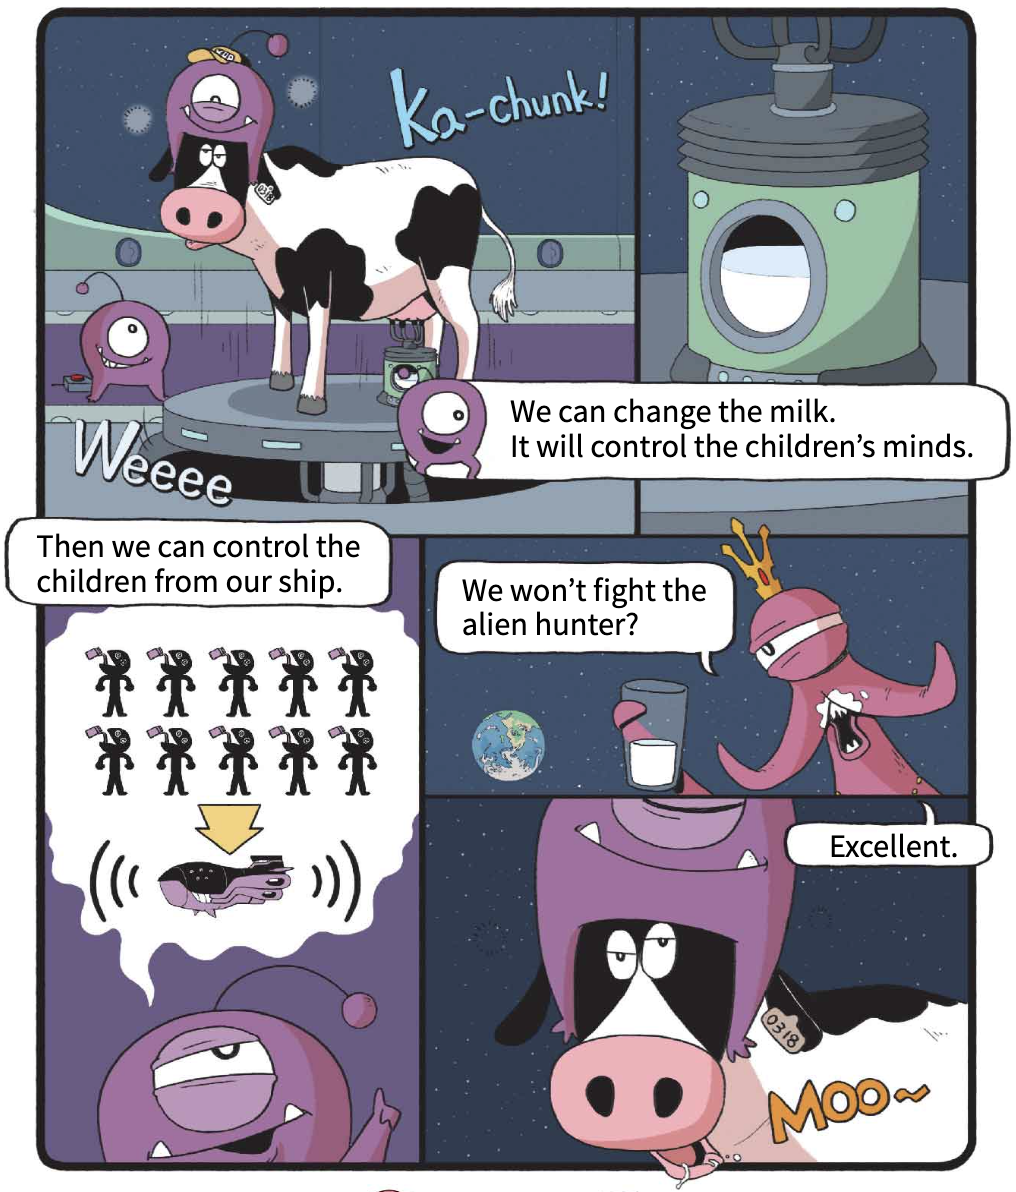 Ka-chunk!
We can change the milk.
It will control the children's minds.
Weeee
Then we can control the
children from our ship.
We won't fight the
alien hunter?
Excellent.
0318
Moo~